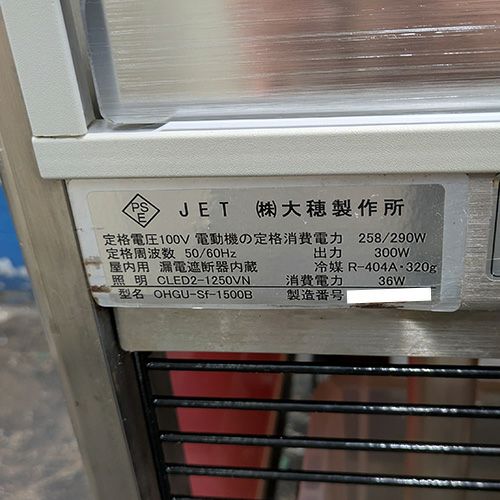 PS
E JET ㈱大穂製作所
定格電圧100V 電動機の定格消費電力 258/290W
定格周波数 50/60Hz 出力 300W
屋内用 漏電遮断器内蔵 冷媒 R-404A・320g
照明 CLED2-1250VN 消費電力 36W
型名 OHGU-Sf-1500B 製造番号